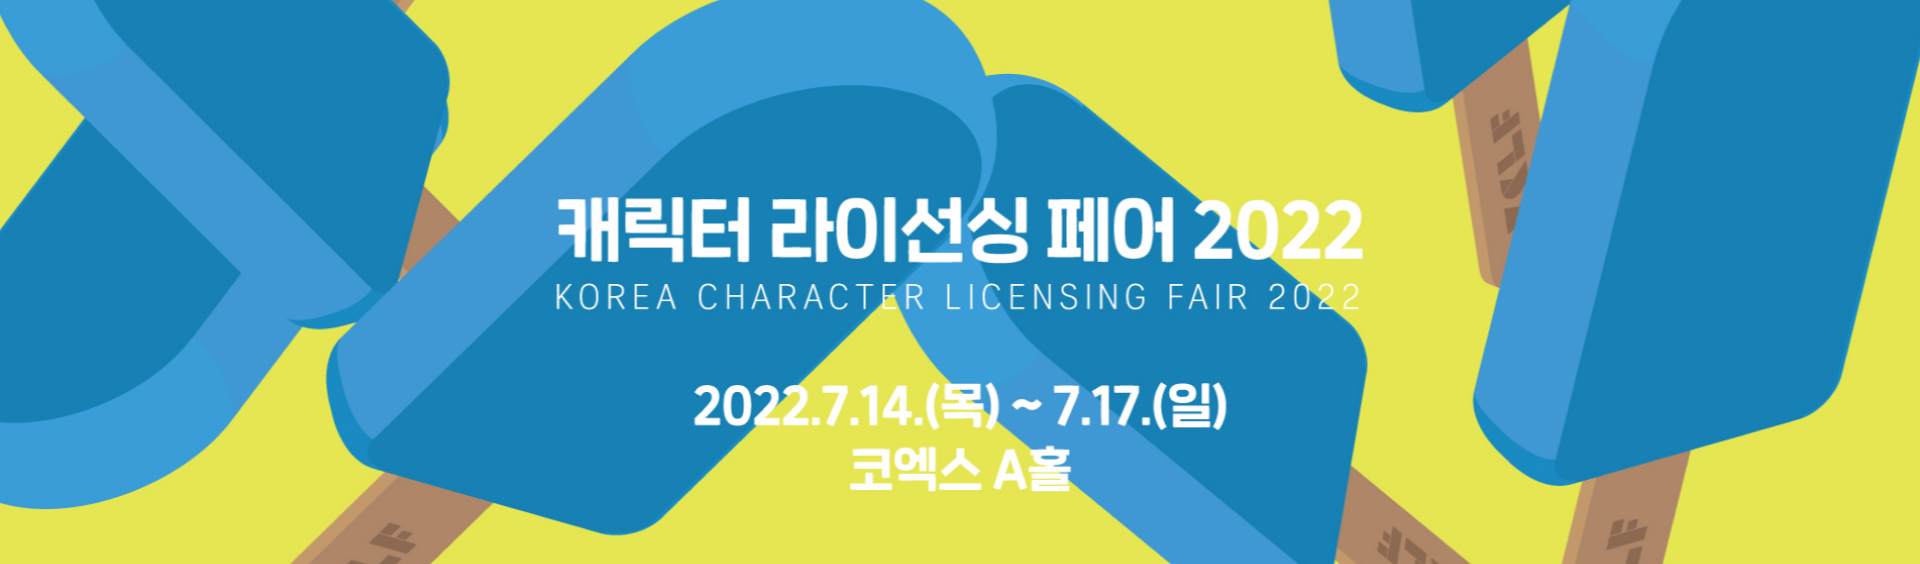 캐릭터 라이선싱 페어 2022
KOREA CHARACTER LICENSING FAIR 2022
2022.7.14.(목) ~ 7.17.(일)
코엑스 A홀